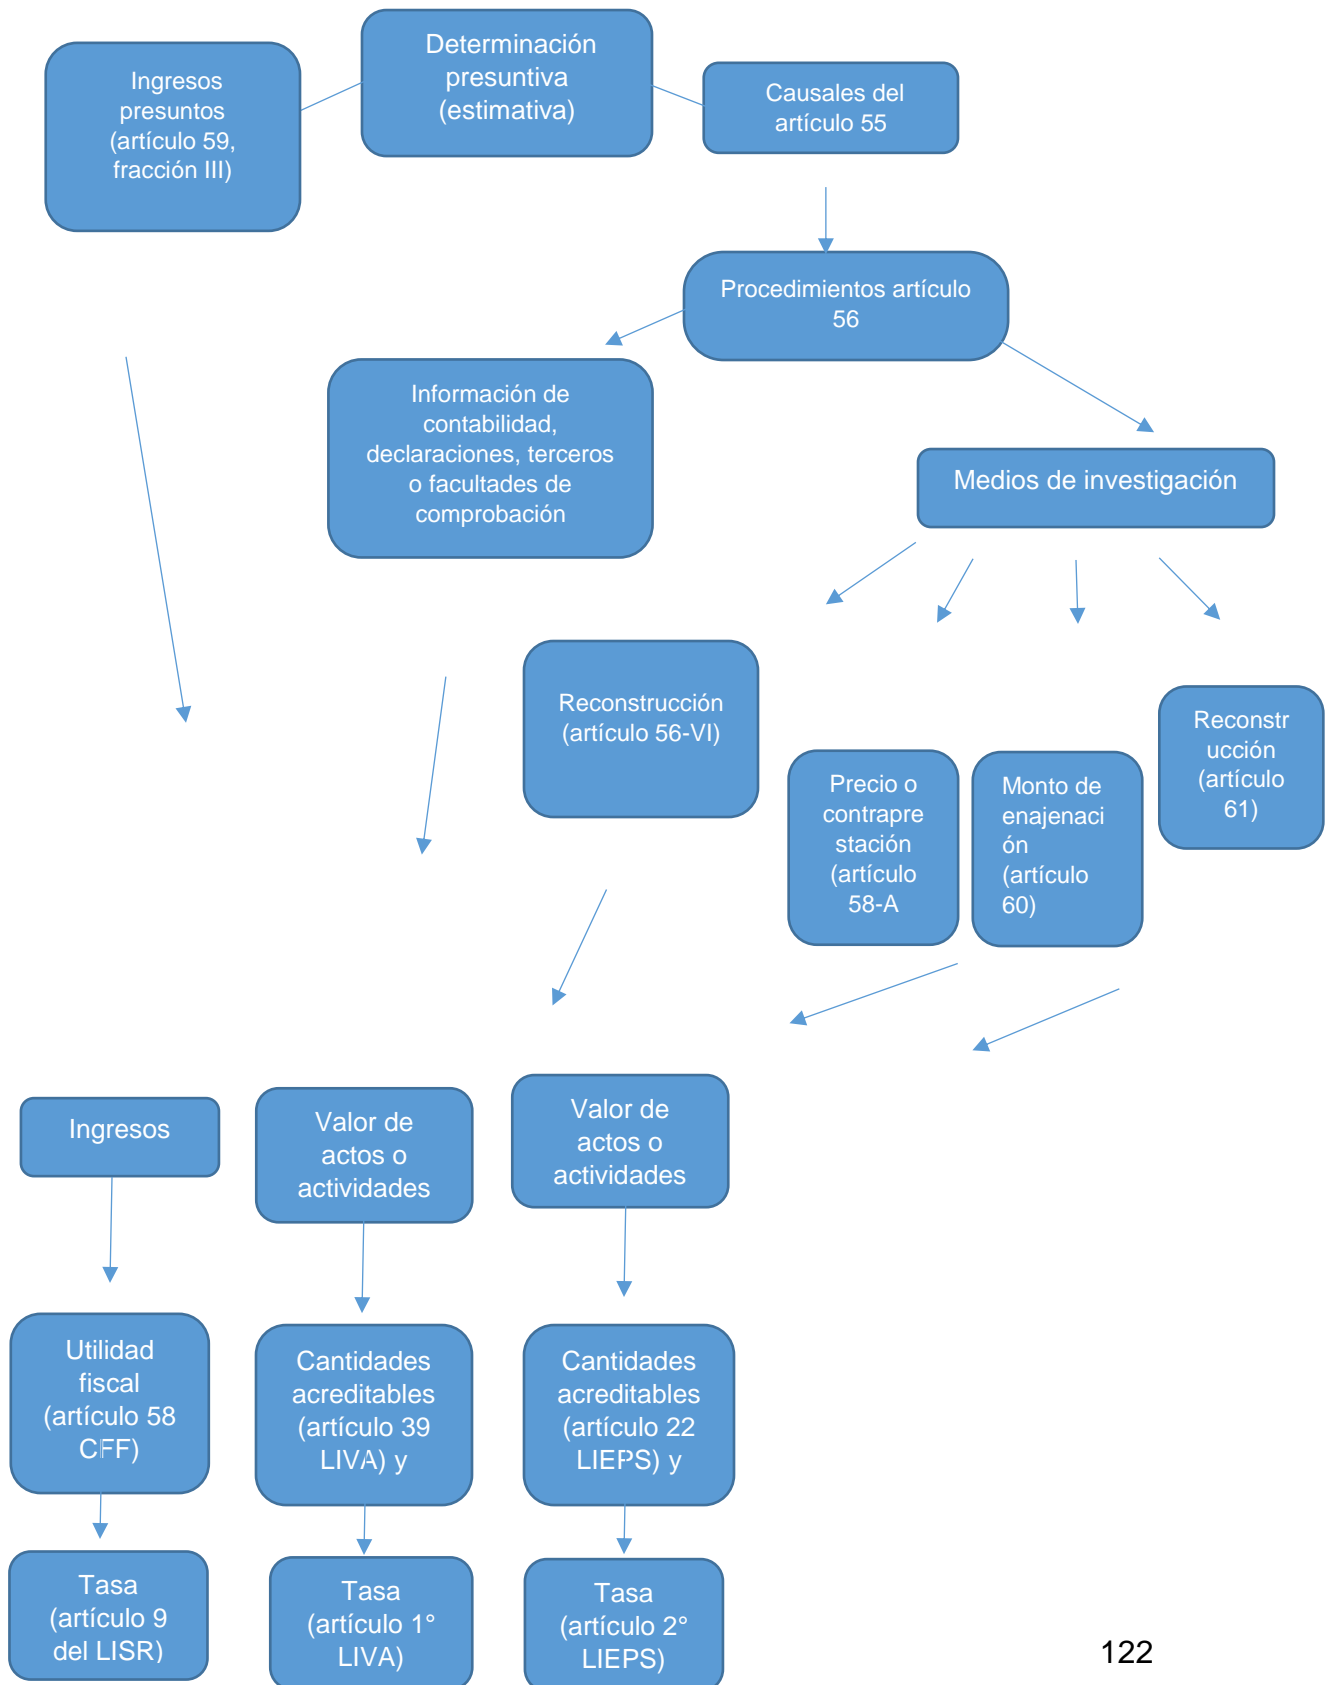 Determinación
presuntiva
(estimativa)
Ingresos
presuntos
(artículo 59,
fracción III)
Causales del
artículo 55
Procedimientos artículo
56
Información de
contabilidad,
declaraciones, terceros
o facultades de
comprobación
Medios de investigación
Reconstrucción
(artículo 56-VI)
Precio o
contrapre
stación
(artículo
58-A
Monto de
enajenaci
ón
(artículo
60)
Reconstr
ucción
(artículo
61)
Ingresos
Valor de
actos o
actividades
Valor de
actos o
actividades
Utilidad
fiscal
(artículo 58
CFF)
Cantidades
acreditables
(artículo 39
LIVA) y
Cantidades
acreditables
(artículo 22
LIEPS) y
Tasa
(artículo 9
del LISR)
Tasa
(artículo 1°
LIVA)
Tasa
(artículo 2°
LIEPS)
122